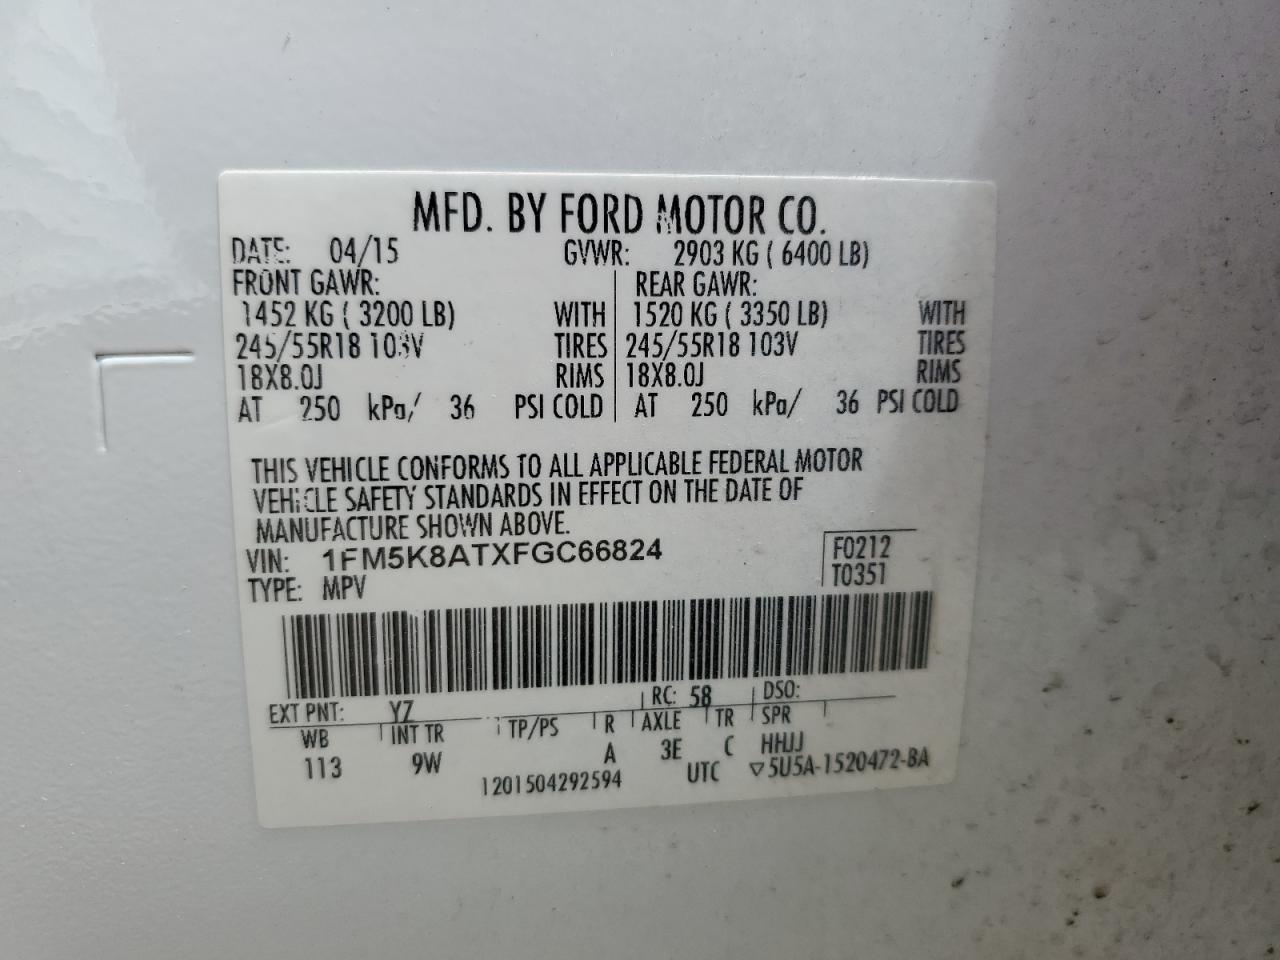 MFD. BY FORD MOTOR CO.
DATE: 04/15 GVWR: 2903 KG ( 6400 LB)
FRONT GAWR: REAR GAWR:
1452 KG ( 3200 LB) WITH 1520 KG ( 3350 LB) WITH
245/55R18 103V TIRES 245/55R18 103V TIRES
18X8.0J RIMS 18X8.0J RIMS
AT 250 kPa/ 36 PSI COLD AT 250 kPa/ 36 PSI COLD
THIS VEHICLE CONFORMS TO ALL APPLICABLE FEDERAL MOTOR
VEHICLE SAFETY STANDARDS IN EFFECT ON THE DATE OF
MANUFACTURE SHOWN ABOVE.
VIN: 1FM5K8ATXFGC66824 F0212
TYPE: MPV T0351
EXT PNT: YZ RC: 58 DSO:
WB INT TR TP/PS R AXLE TR SPR
113 9W A 3E C HHJJ
1201504292594 UTC ▽5U5A-1520472-BA